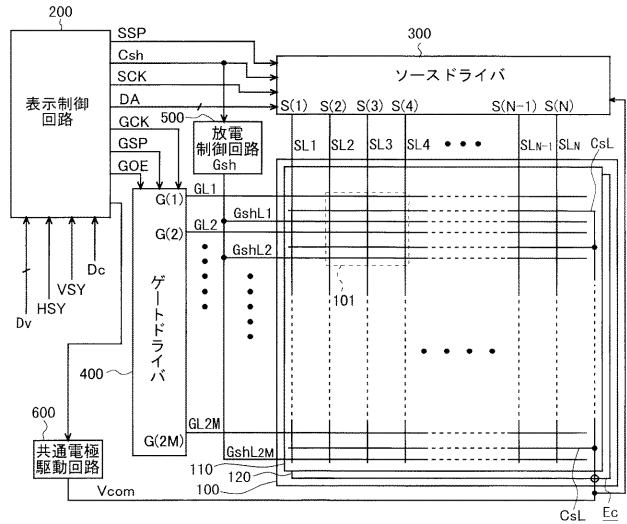 200
300
SSP
Csh
SCK
DA
GCK
GSP
GOE
表示制御
回路
500
放電
制御回路
Gsh
ソースドライバ
S(1) S(2) S(3) S(4) S(N-1) S(N)
SL1 SL2 SL3 SL4 SLN-1 SLN
CsL
G(1)
GL1
GshL1
G(2)
GL2
GshL2
101
Dc
VSY
HSY
Dv
ゲートドライバ
400
600
G(2M)
GL2M
GshL2M
共通電極
駆動回路
110
120
100
Vcom
CsL
Ec